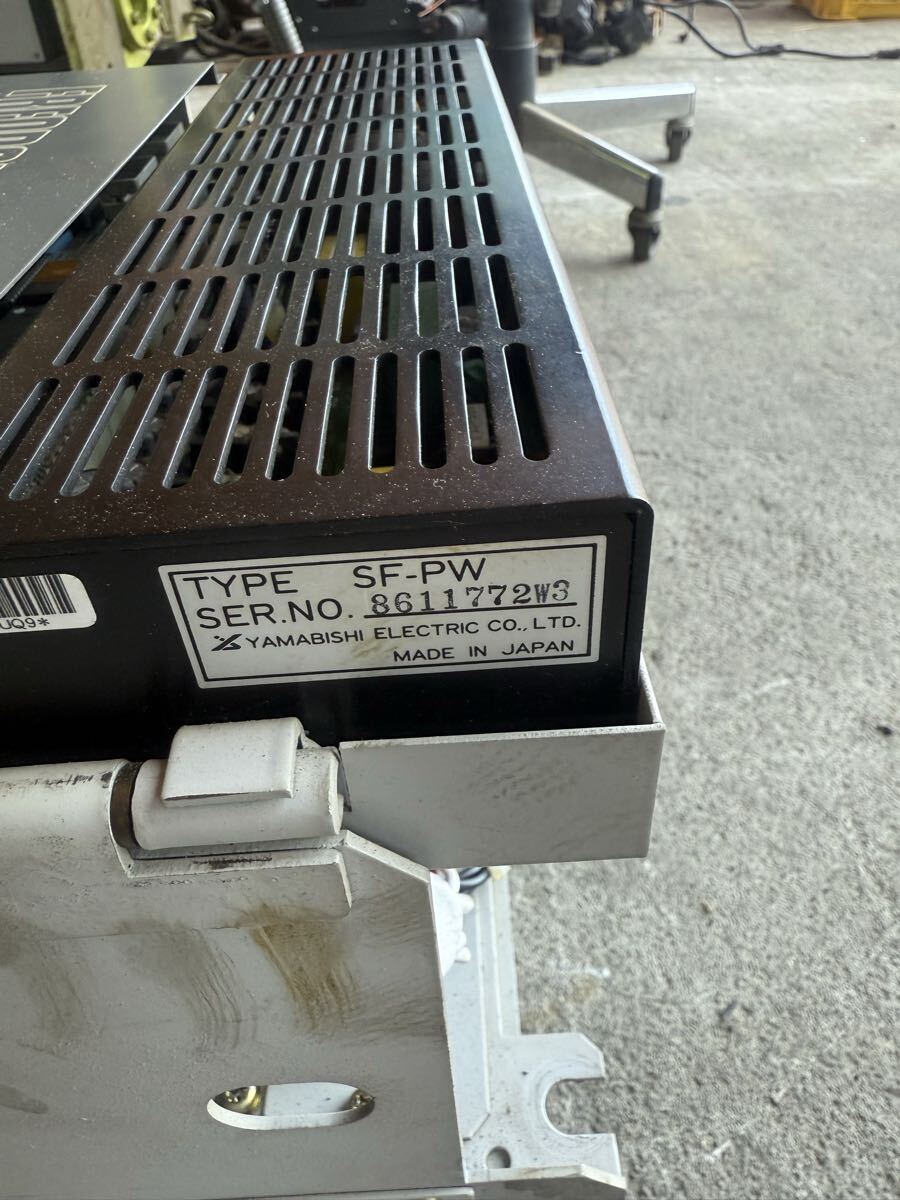 TYPE SF-PW
SER.NO. 8611772W3
YAMABISHI ELECTRIC CO., LTD.
MADE IN JAPAN
UQ9*